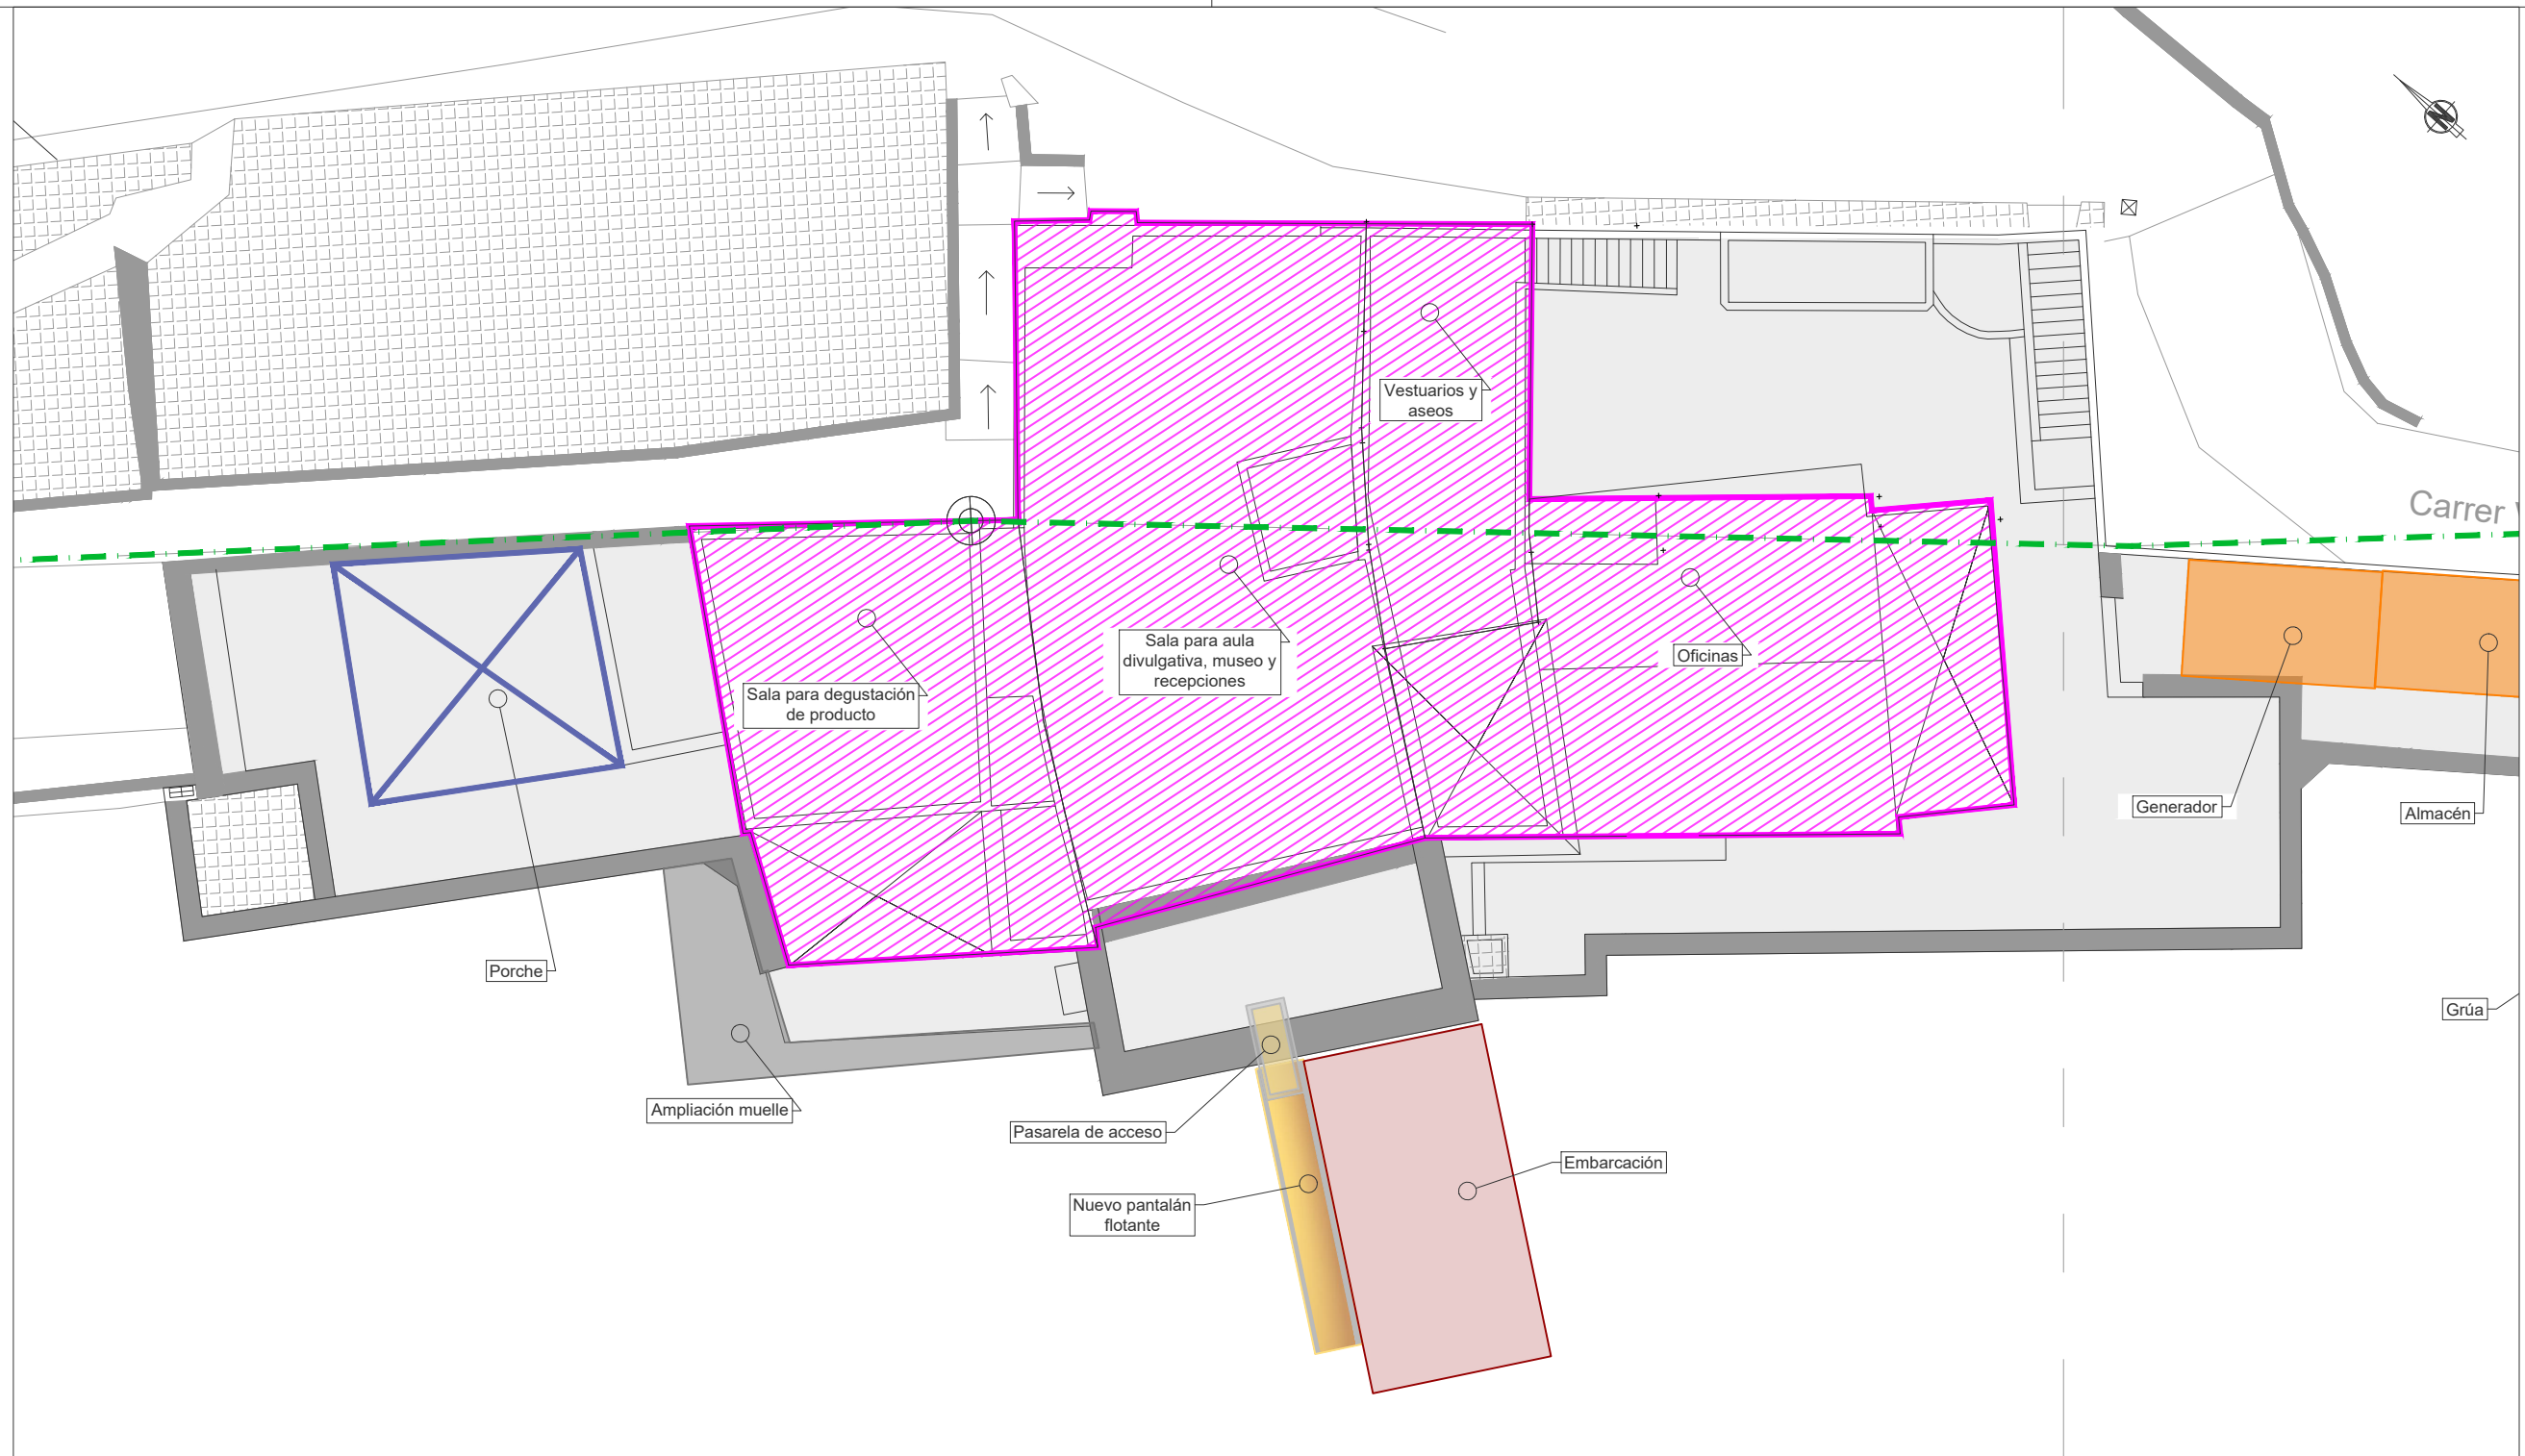 N
Vestuarios y
aseos
Carrer
Sala para aula
divulgativa, museo y
recepciones
Oficinas
Sala para degustación
de producto
Generador
Almacén
Porche
Grúa
Ampliación muelle
Pasarela de acceso
Embarcación
Nuevo pantalán
flotante